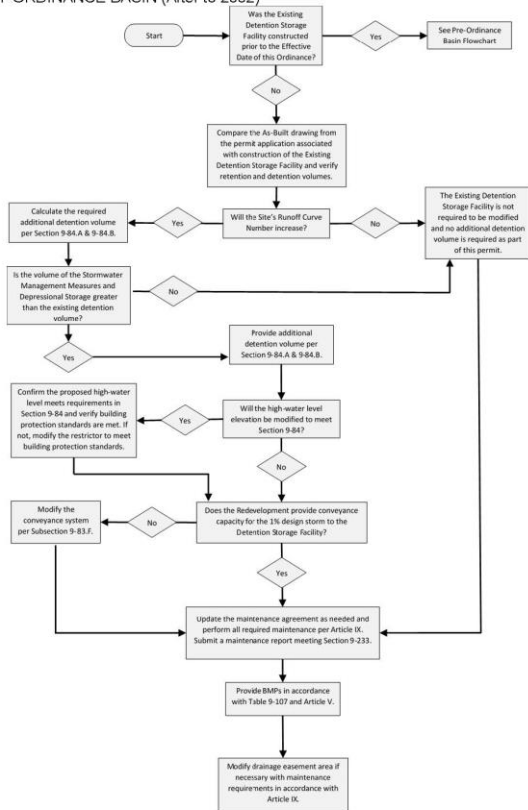 ORDINANCE BASIN (After to 2002)
Start
Was the Existing
Detention Storage
Facility constructed
prior to the Effective
Date of this Ordinance?
Yes
See Pre-Ordinance
Basin Flowchart
No
Compare the As-Built drawing from
the permit application associated
with construction of the Existing
Detention Storage Facility and verify
retention and detention volumes.
Calculate the required
additional detention volume
per Section 9-84.A & 9-84.B.
Yes
Will the Site's Runoff Curve
Number increase?
No
The Existing Detention
Storage Facility is not
required to be modified
and no additional detention
volume is required as part
of this permit.
Is the volume of the Stormwater
Management Measures and
Depressional Storage greater
than the existing detention
volume?
No
Yes
Provide additional
detention volume per
Section 9-84.A & 9-84.B.
Confirm the proposed high-water
level meets requirements in
Section 9-84 and verify building
protection standards are met. If
not, modify the restrictor to meet
building protection standards.
Yes
Will the high-water level
elevation be modified to meet
Section 9-84?
No
Modify the
conveyance system
per Subsection 9-83.F.
No
Does the Redevelopment provide conveyance
capacity for the 1% design storm to the
Detention Storage Facility?
Yes
Update the maintenance agreement as needed and
perform all required maintenance per Article IX.
Submit a maintenance report meeting Section 9-233.
Provide BMPs in accordance
with Table 9-107 and Article V.
Modify drainage easement area if
necessary with maintenance
requirements in accordance with
Article IX.